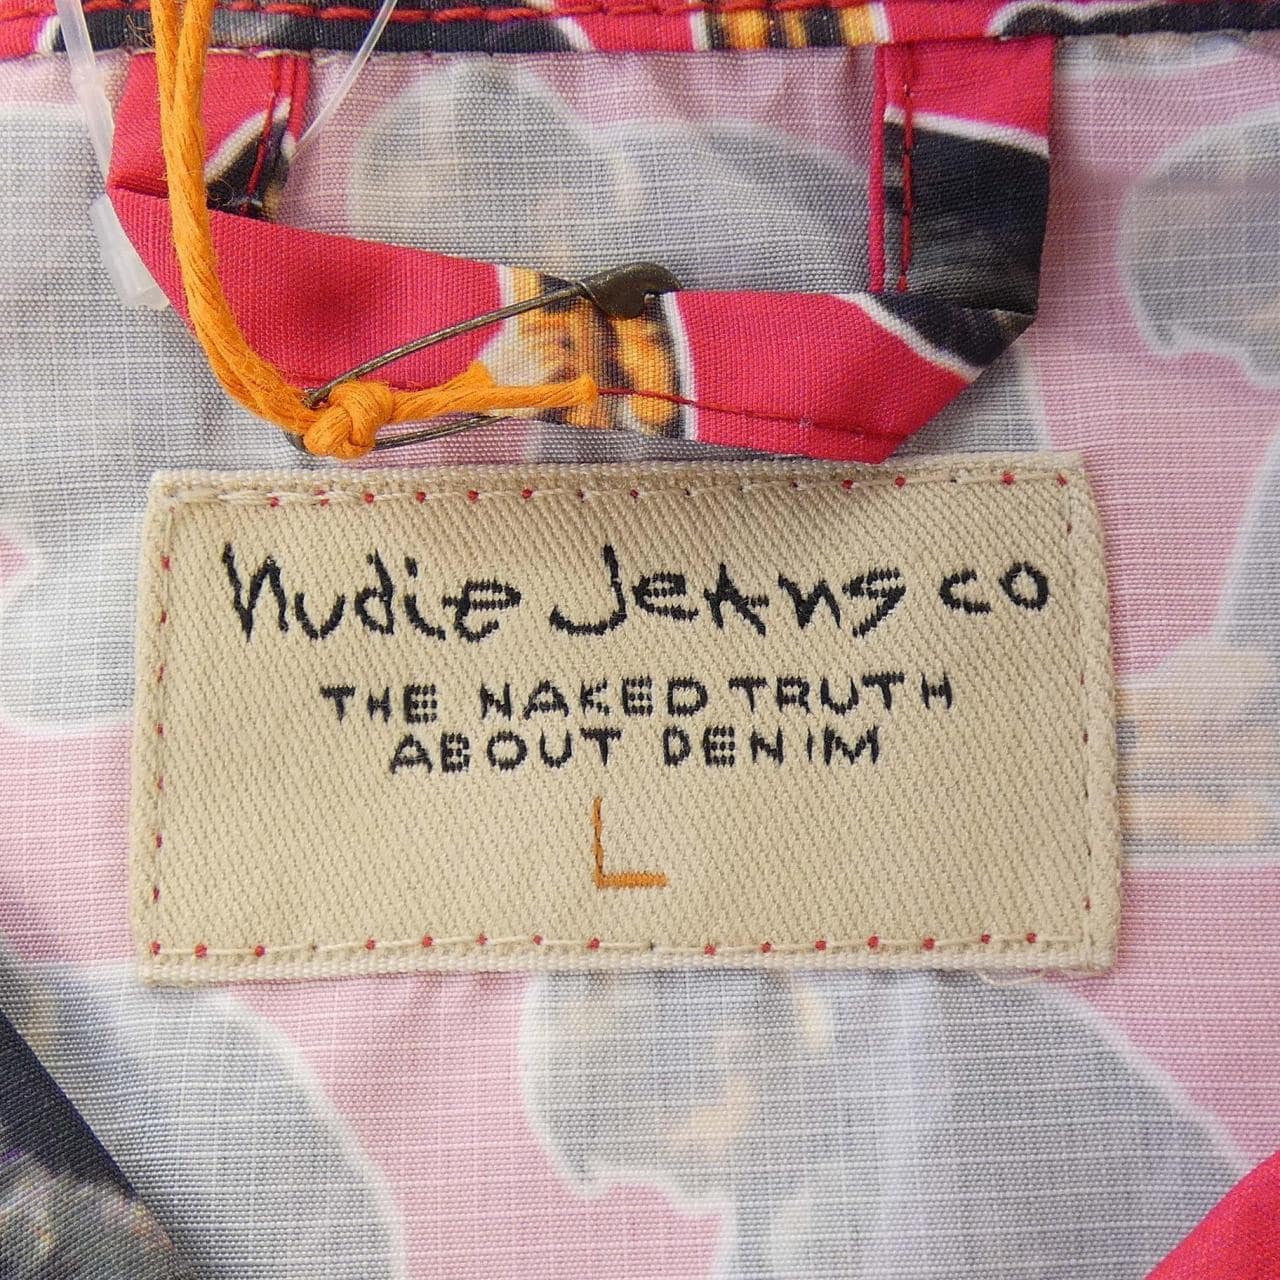 Nudie Jeans co
THE NAKED TRUTH
ABOUT DENIM
L